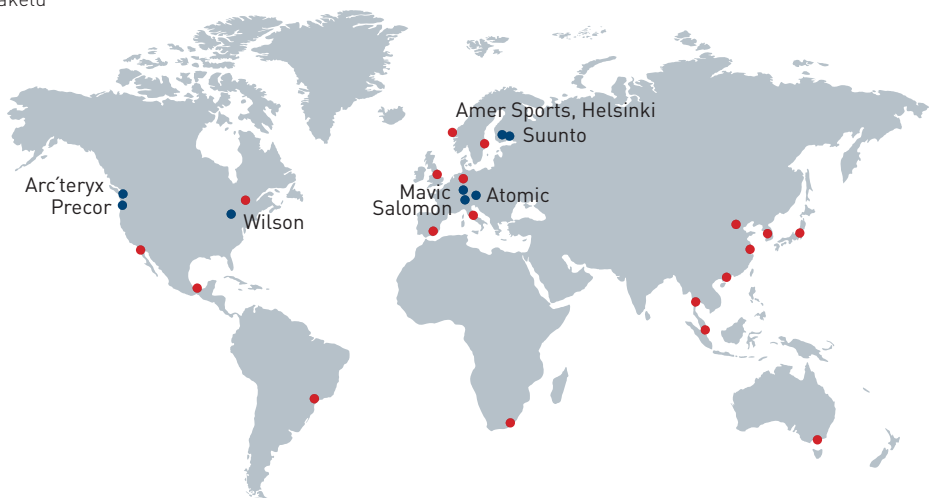 Amer Sports, Helsinki
Suunto
Arc´teryx
Precor
Mavic
Salomon
Atomic
Wilson